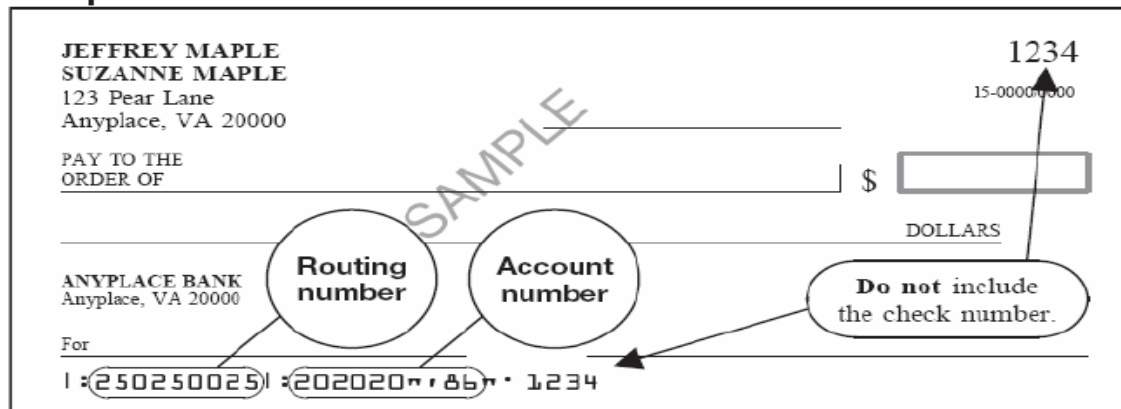 JEFFREY MAPLE
SUZANNE MAPLE
123 Pear Lane
Anyplace, VA 20000
1234
15-0000/0000
SAMPLE
PAY TO THE
ORDER OF
$
DOLLARS
ANYPLACE BANK
Anyplace, VA 20000
Routing
number
Account
number
Do not include
the check number.
For
|:250250025|:202020"'86"' 1234